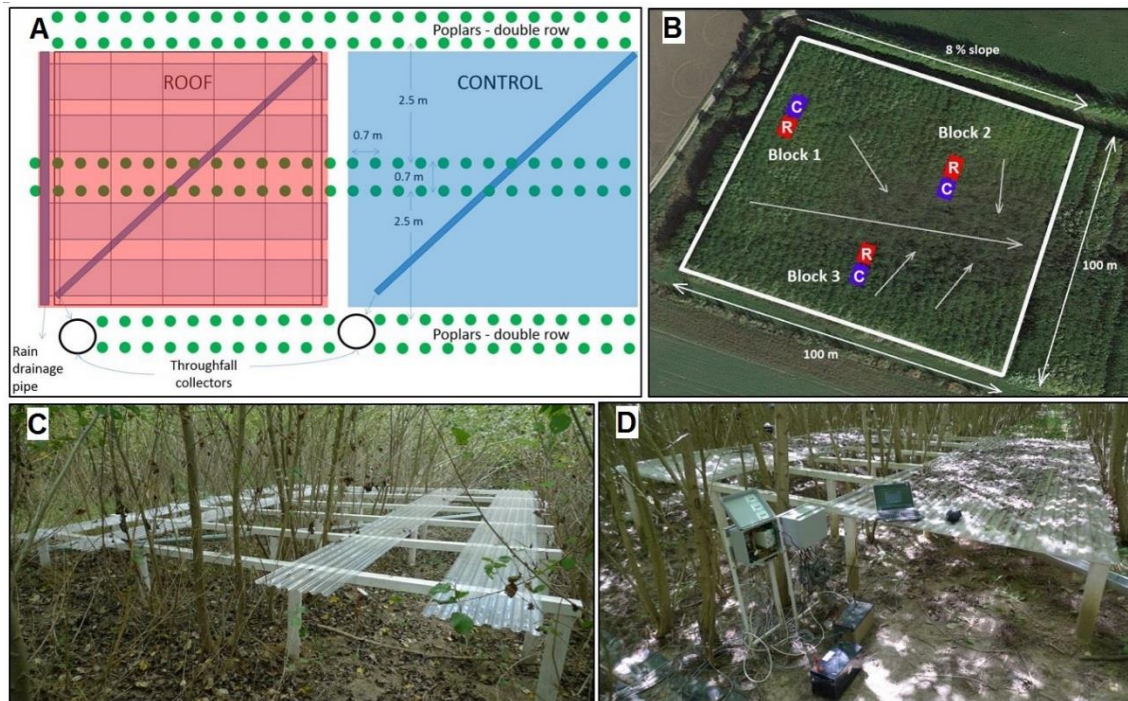 A
Poplars - double row
ROOF
CONTROL
2.5 m
0.7 m
0.7 m
2.5 m
Poplars - double row
Rain
drainage
pipe
Throughfall
collectors
B
8 % slope
C
R
Block 1
Block 2
R
C
R
Block 3
C
100 m
100 m
C
D